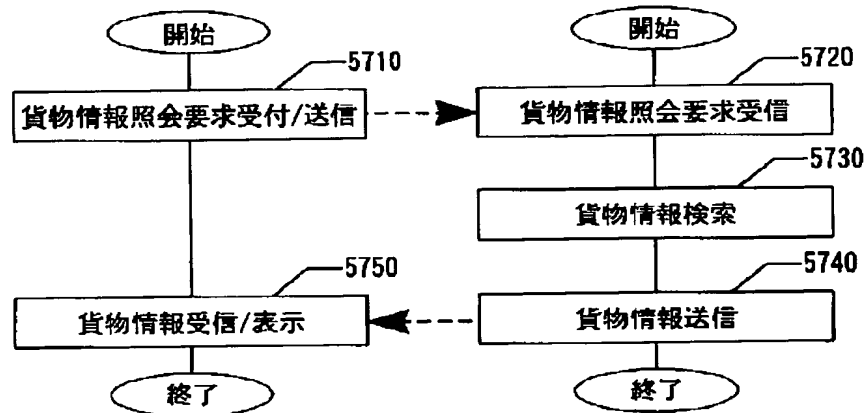 開始
5710
貨物情報照会要求受付/送信
5750
貨物情報受信/表示
終了
開始
5720
貨物情報照会要求受信
5730
貨物情報検索
5740
貨物情報送信
終了